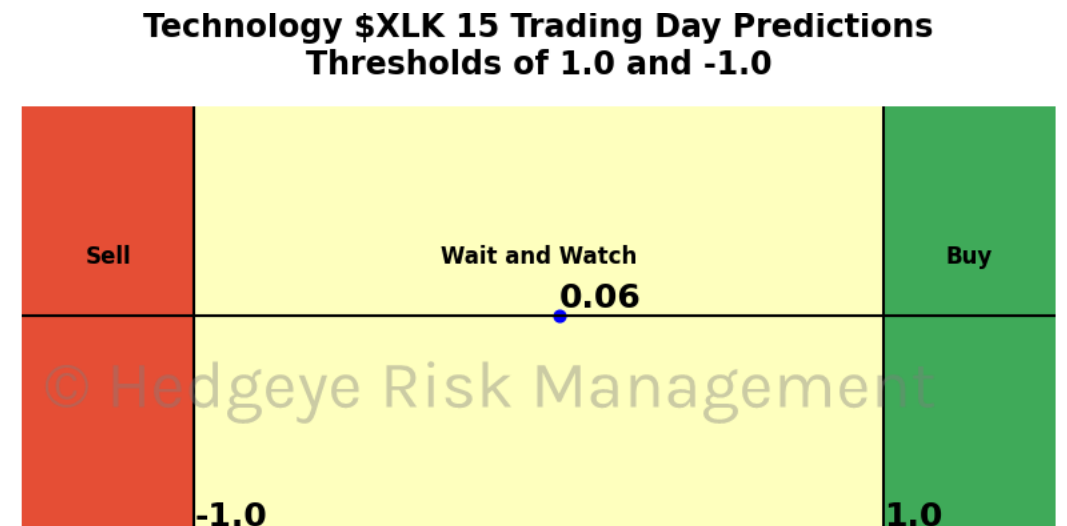 Technology $XLK 15 Trading Day Predictions
Thresholds of 1.0 and -1.0
Sell
Wait and Watch
Buy
0.06
© Hedgeye Risk Management
-1.0
1.0